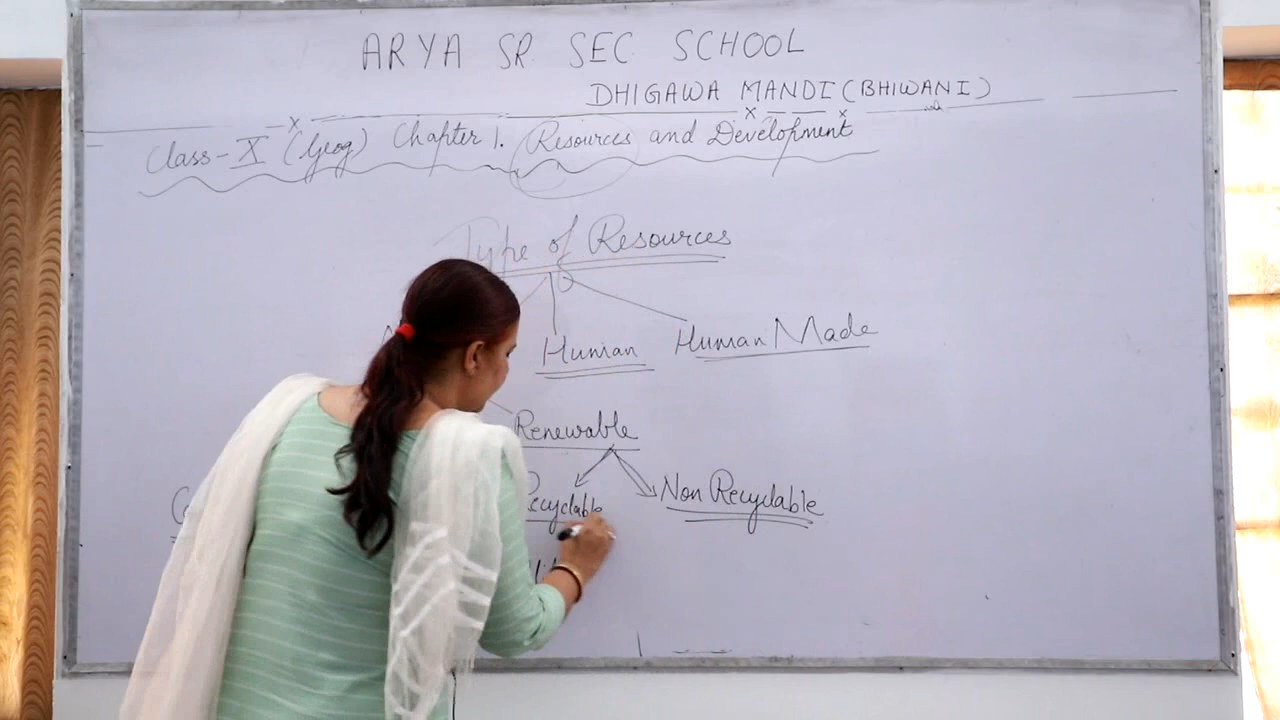 ARYA SR SEC SCHOOL
DHIGAWA MANDI (BHIWANI)
Class-X (Geog) Chapter 1. Resources and Development
Type of Resources
Human Human Made
Renewable
Non Recyclable